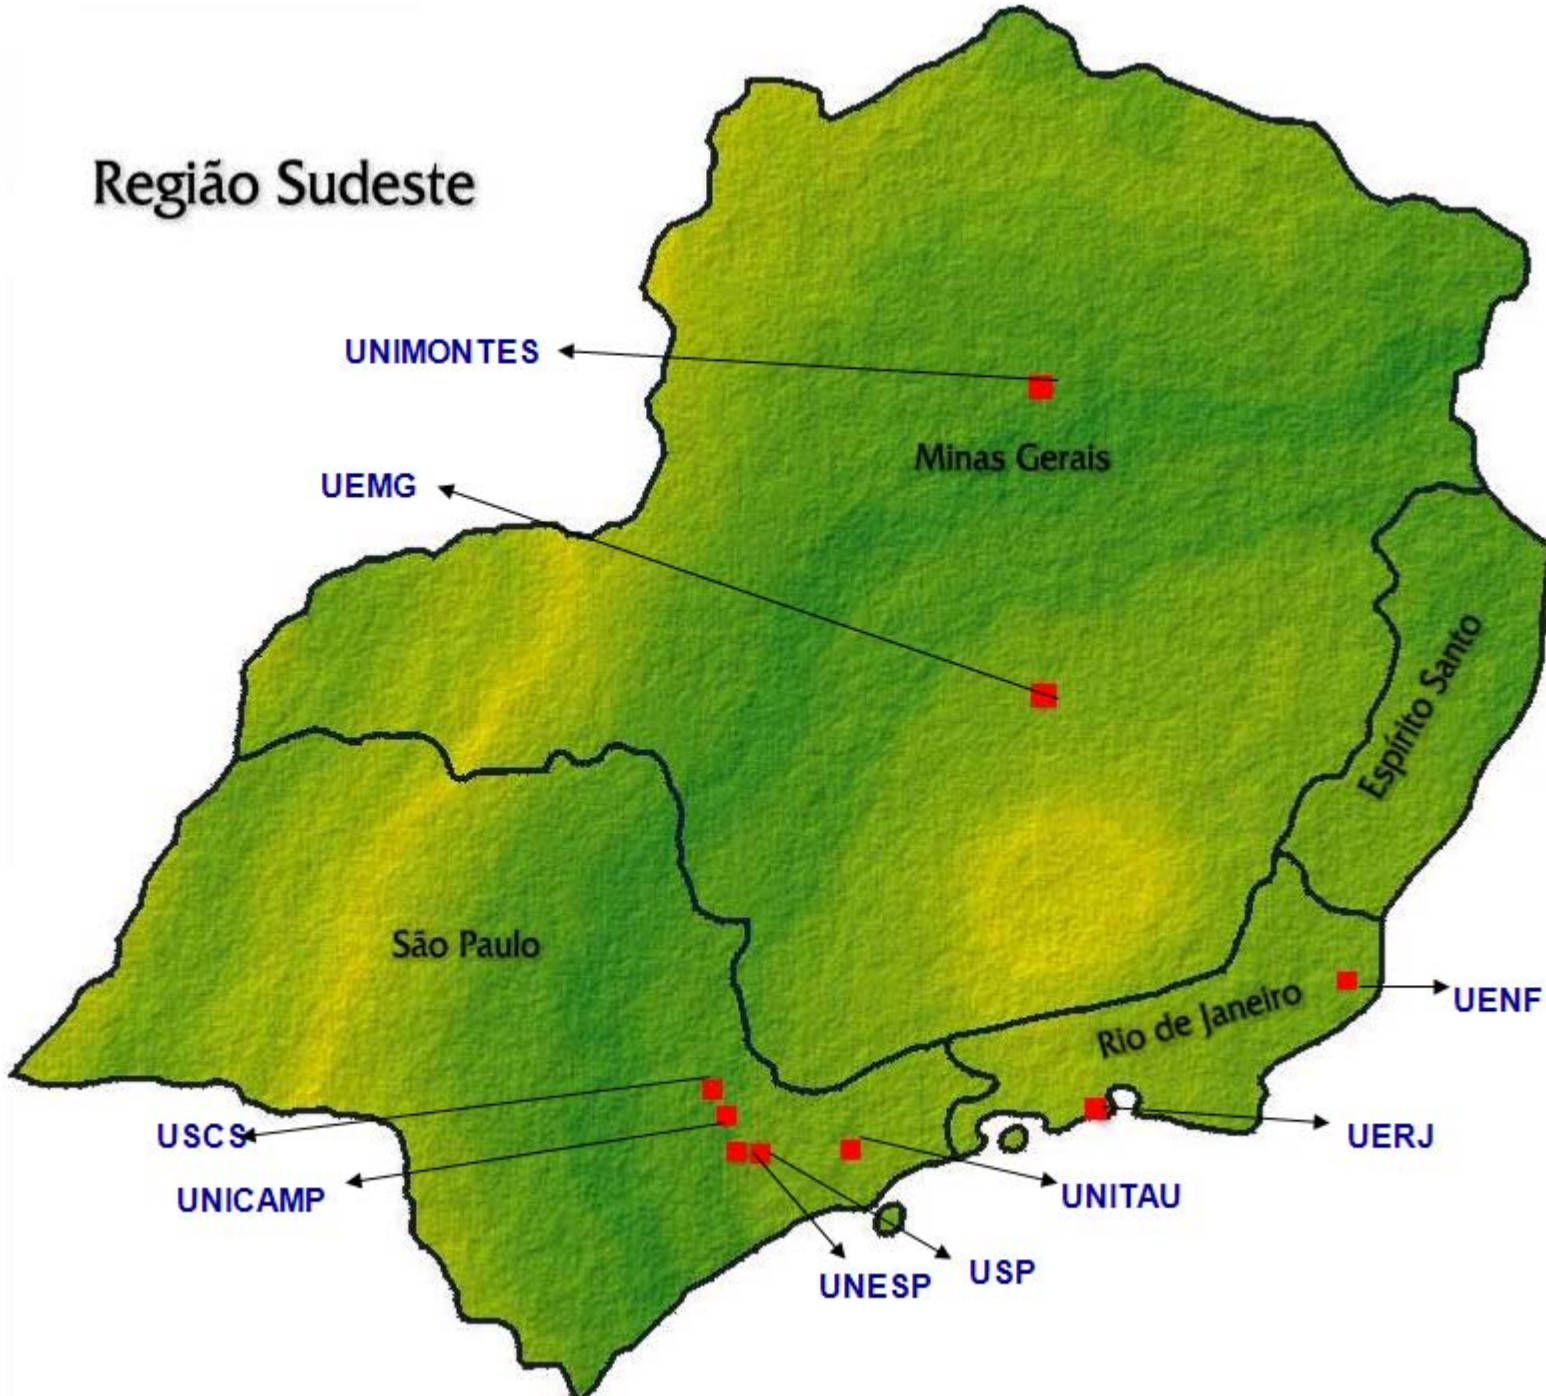 Região Sudeste
UNIMONTES
Minas Gerais
UEMG
Espírito Santo
São Paulo
Rio de Janeiro
UENF
USCS
UERJ
UNICAMP
UNITAU
UNESP
USP